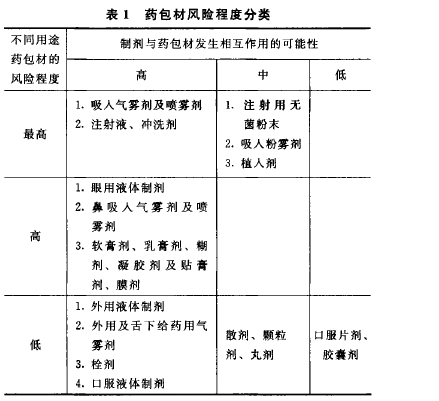 表 1 药包材风险程度分类
不同用途
药包材的
风险程度
制剂与药包材发生相互作用的可能性
高
中
低
最高
1. 吸入气雾剂及喷雾剂
2. 注射液、冲洗剂
1. 注射用无
菌粉末
2. 吸入粉雾剂
3. 植入剂
高
1. 眼用液体制剂
2. 鼻吸入气雾剂及喷
雾剂
3. 软膏剂、乳膏剂、糊
剂、凝胶剂及贴膏
剂、膜剂
低
1. 外用液体制剂
2. 外用及舌下给药用气
雾剂
3. 栓剂
4. 口服液体制剂
散剂、颗粒
剂、丸剂
口服片剂、
胶囊剂